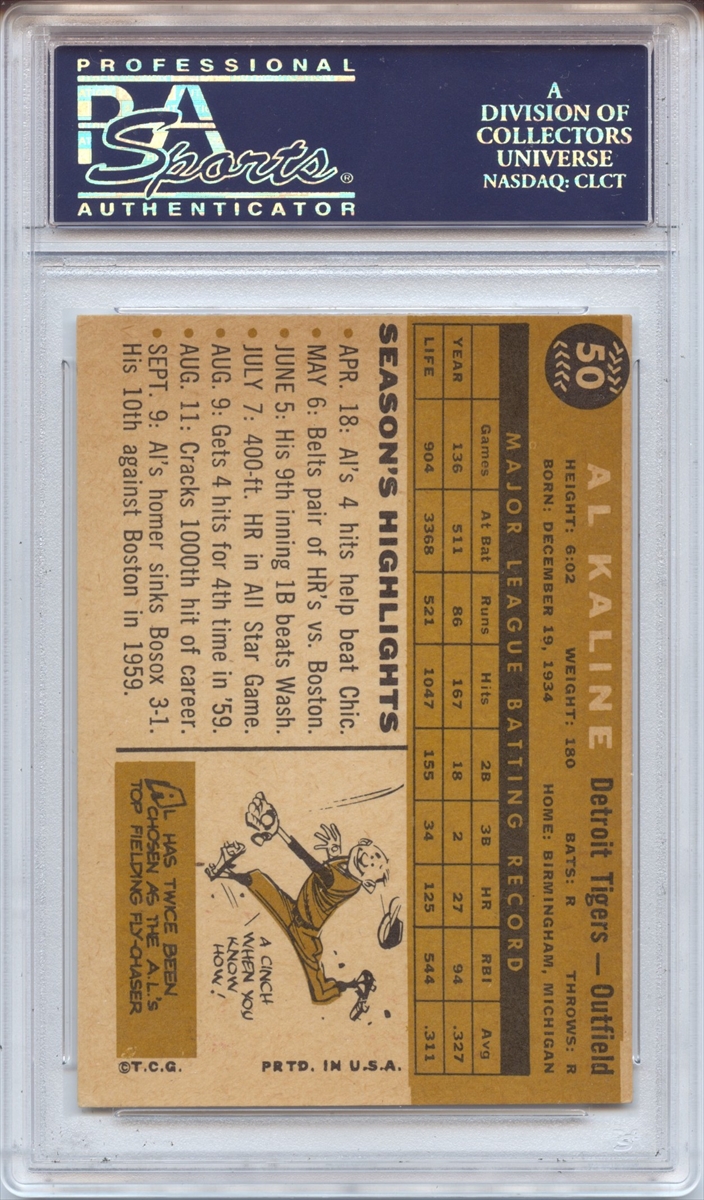 PROFESSIONAL
PSA
Sports®
AUTHENTICATOR
A
DIVISION OF
COLLECTORS
UNIVERSE
NASDAQ: CLCT
50
AL KALINE Detroit Tigers — Outfield
HEIGHT: 6:02 WEIGHT: 180 BATS: R THROWS: R
BORN: DECEMBER 19, 1934 HOME: BIRMINGHAM, MICHIGAN
MAJOR LEAGUE BATTING RECORD
Games At Bat Runs Hits 2B 3B HR RBI Avg
YEAR 136 511 86 167 18 2 27 94 .327
LIFE 904 3368 521 1047 155 34 125 544 .311
SEASON'S HIGHLIGHTS
• APR. 18: Al's 4 hits help beat Chic.
• MAY 6: Belts pair of HR's vs. Boston.
• JUNE 5: His 9th inning 1B beats Wash.
• JULY 7: 400-ft. HR in All Star Game.
• AUG. 9: Gets 4 hits for 4th time in '59.
• AUG. 11: Cracks 1000th hit of career.
• SEPT. 9: Al's homer sinks Bosox 3-1.
His 10th against Boston in 1959.
A CINCH
WHEN YOU
KNOW
HOW!
AL HAS TWICE BEEN
CHOSEN AS THE A.L.'s
TOP FIELDING FLY-CHASER
©T.C.G. PRTD. IN U.S.A.